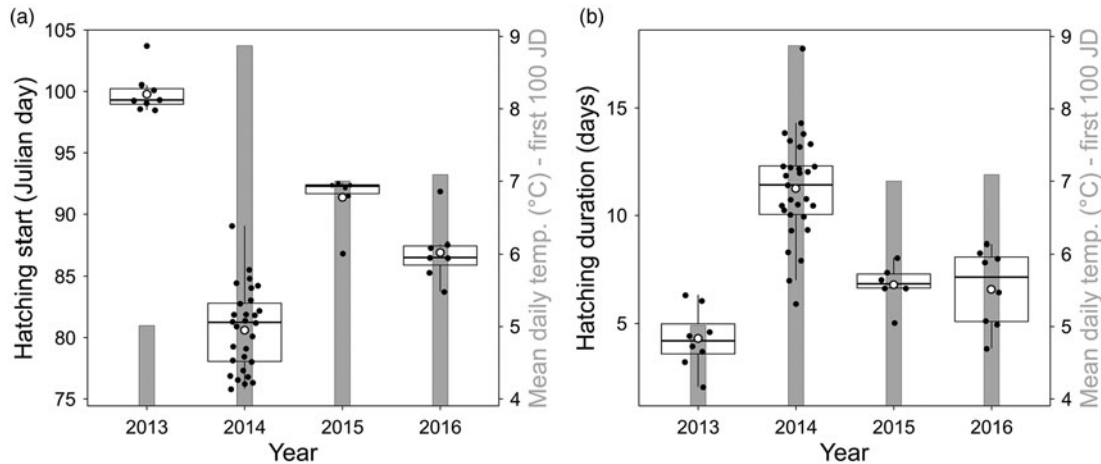 (a)
Hatching start (Julian day)
105
100
95
90
85
80
75
2013 2014 2015 2016
Year
9
8
7
6
5
4
Mean daily temp. (°C) - first 100 JD
(b)
Hatching duration (days)
15
10
5
2013 2014 2015 2016
Year
9
8
7
6
5
4
Mean daily temp. (°C) - first 100 JD